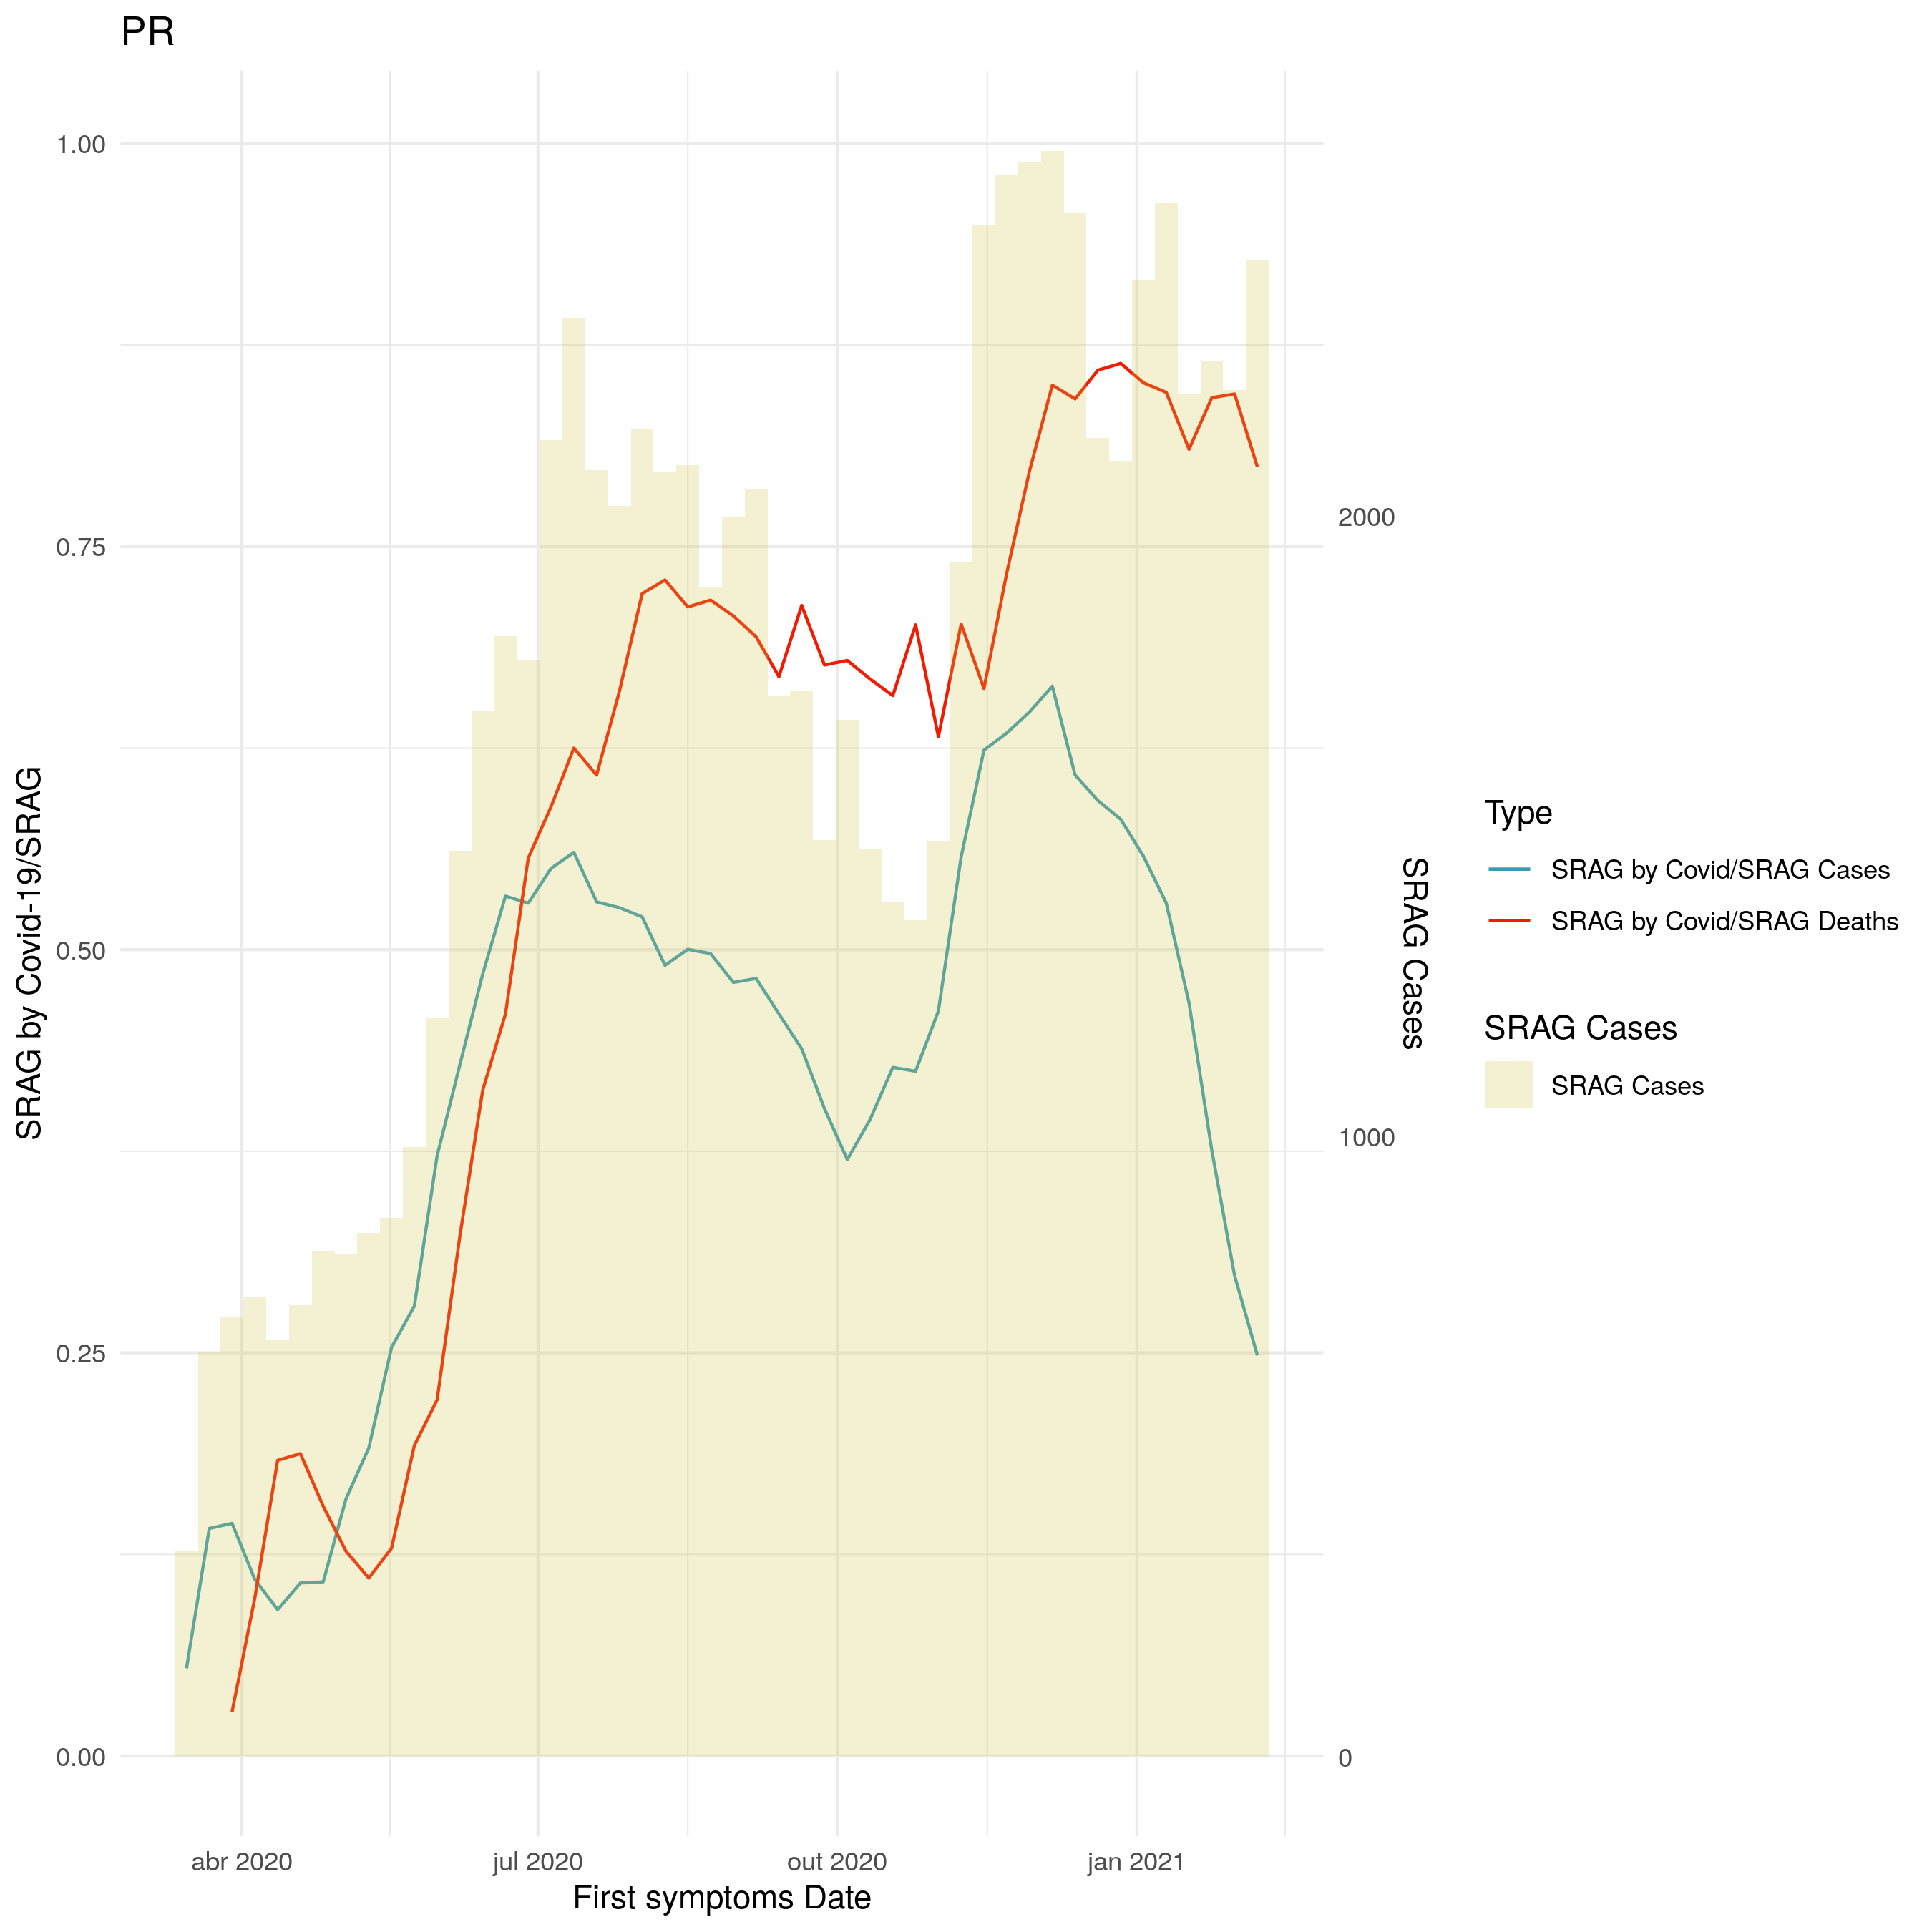 PR
1.00
0.75
0.50
0.25
0.00
SRAG by Covid-19/SRAG
2000
1000
0
SRAG Cases
abr 2020
jul 2020
out 2020
jan 2021
First symptoms Date
Type
SRAG by Covid/SRAG Cases
SRAG by Covid/SRAG Deaths
SRAG Cases
SRAG Cases